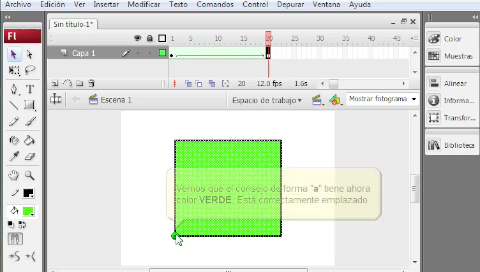 Archivo Edición Ver Insertar Modificar Texto Comandos Control Depurar Ventana Ayuda
Fl
Sin título-1*
1 5 10 15 20 25 30 35 40 45
Capa 1
20 12.0 fps 1.6s
Escena 1
Espacio de trabajo
Mostrar fotograma
Color
Muestras
Alinear
Informa...
Transfor...
Biblioteca
Vemos que el consejo de forma "a" tiene ahora
color VERDE. Está correctamente emplazado